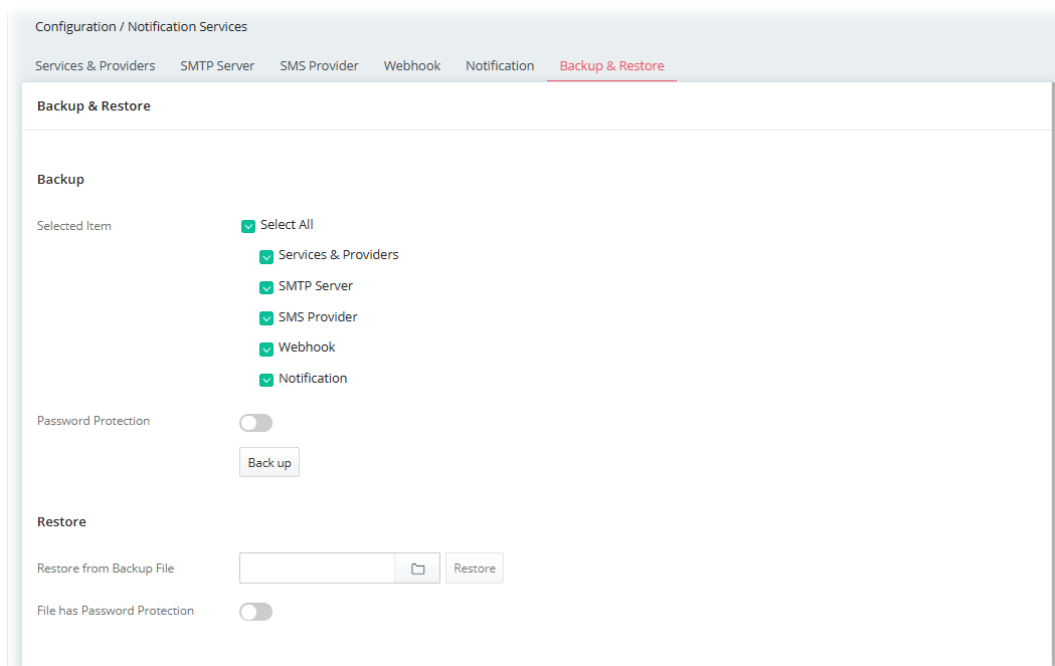 Configuration / Notification Services
Services & Providers SMTP Server SMS Provider Webhook Notification Backup & Restore
Backup & Restore
Backup
Selected Item Select All
Services & Providers
SMTP Server
SMS Provider
Webhook
Notification
Password Protection
Back up
Restore
Restore from Backup File Restore
File has Password Protection